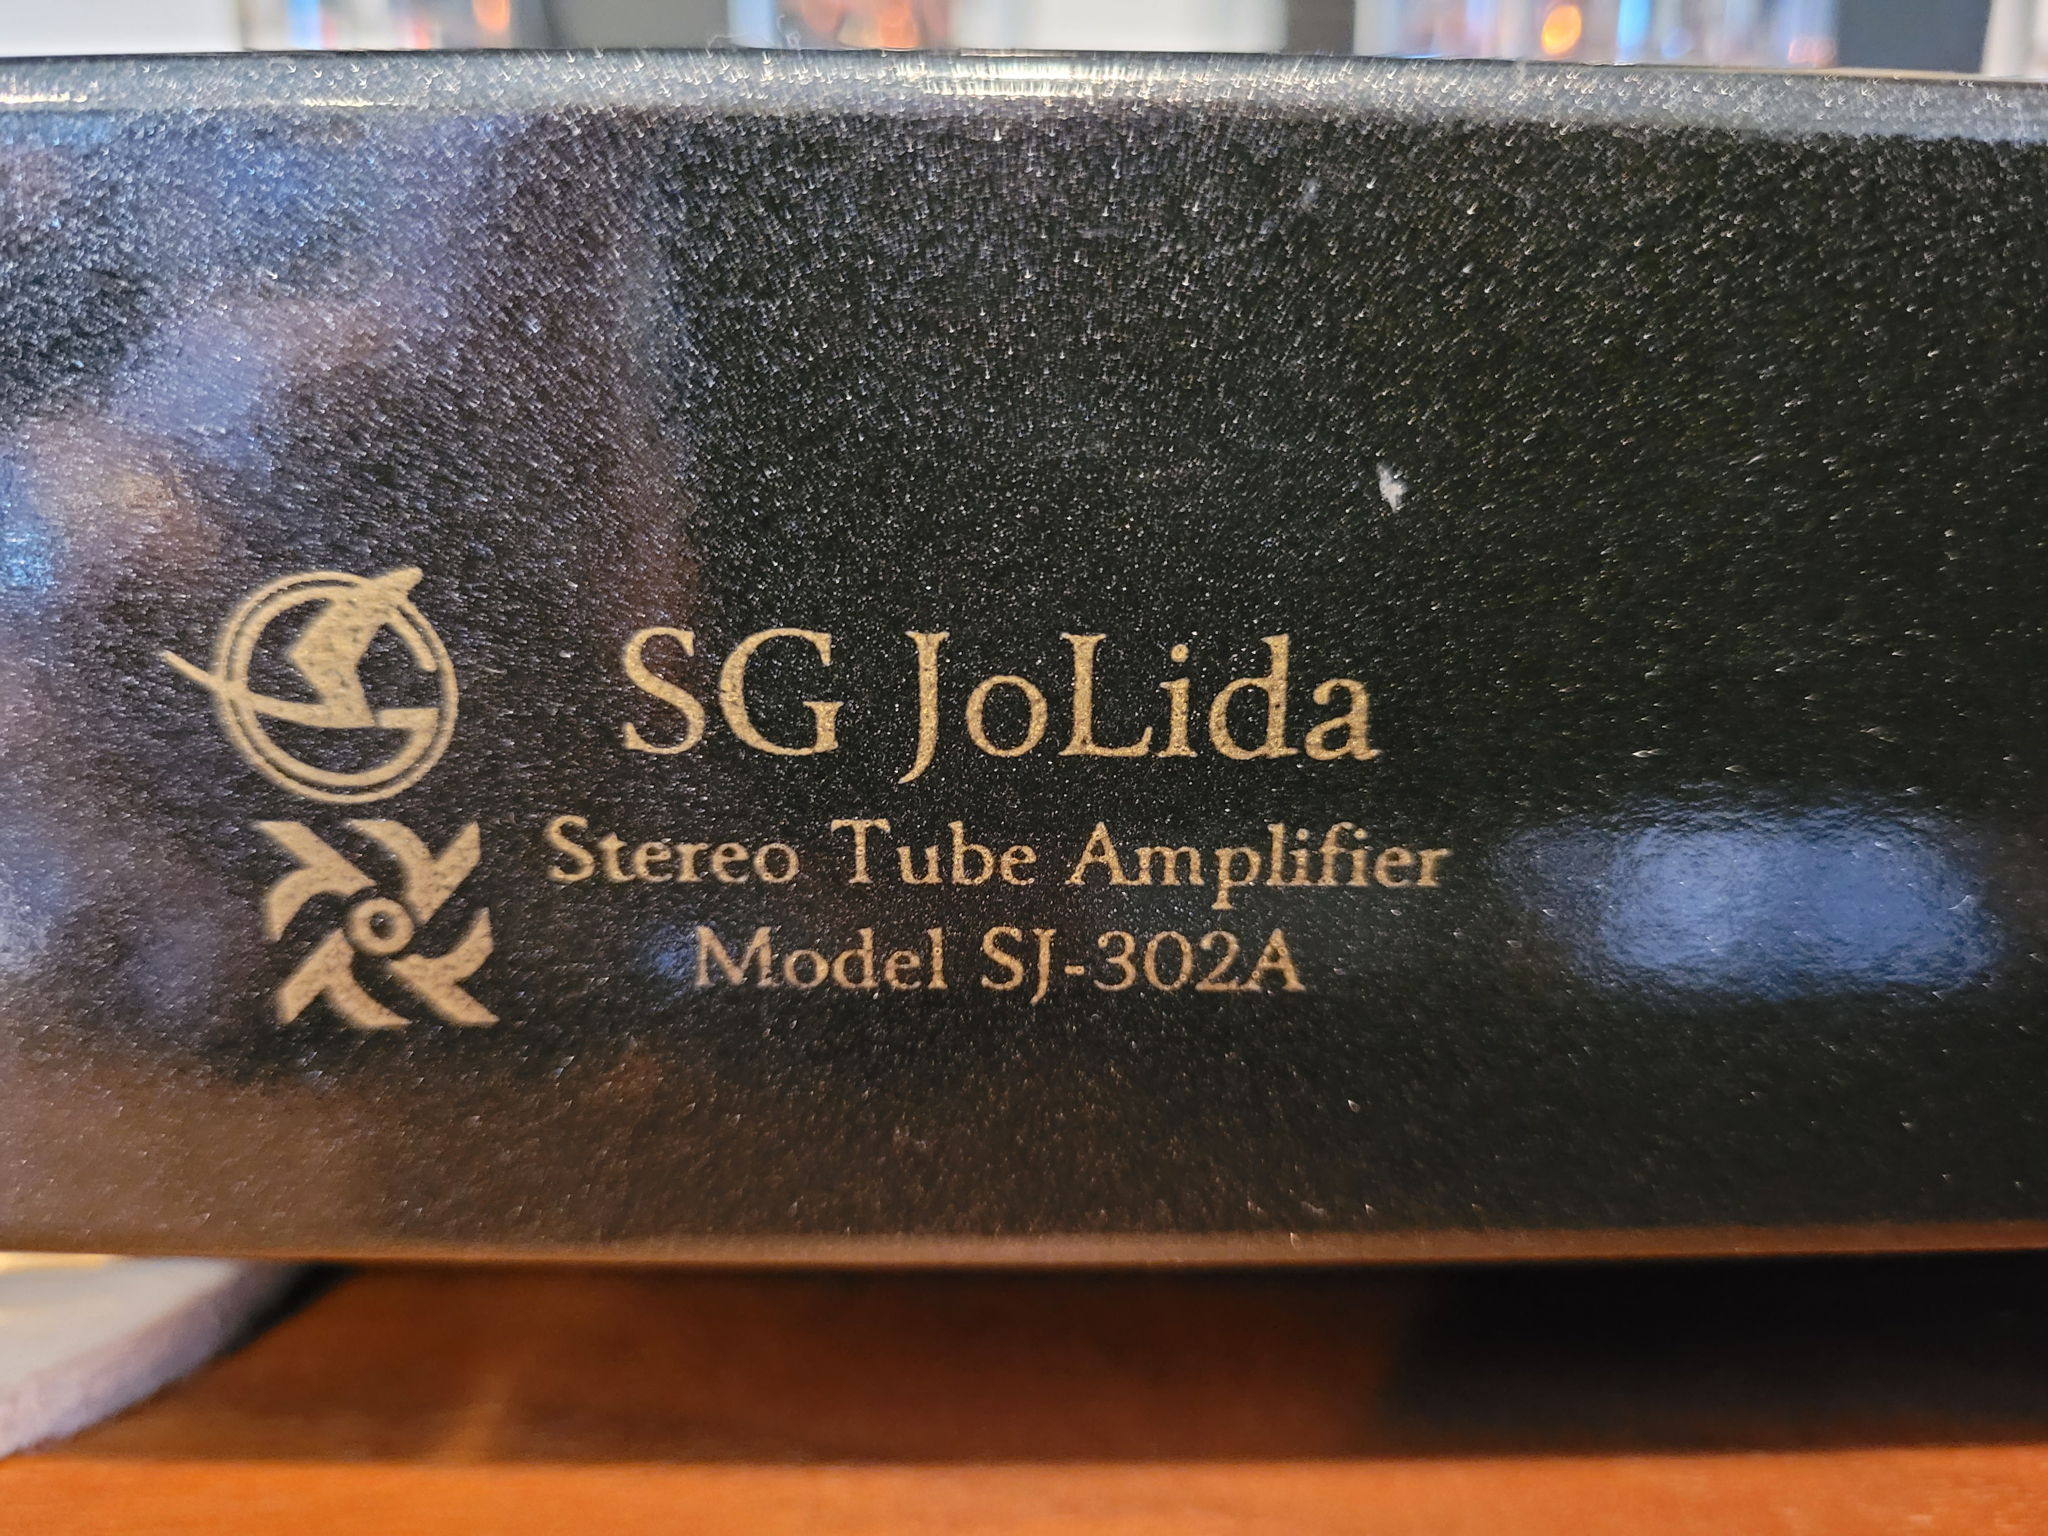 SG JoLida
Stereo Tube Amplifier
Model SJ-302A